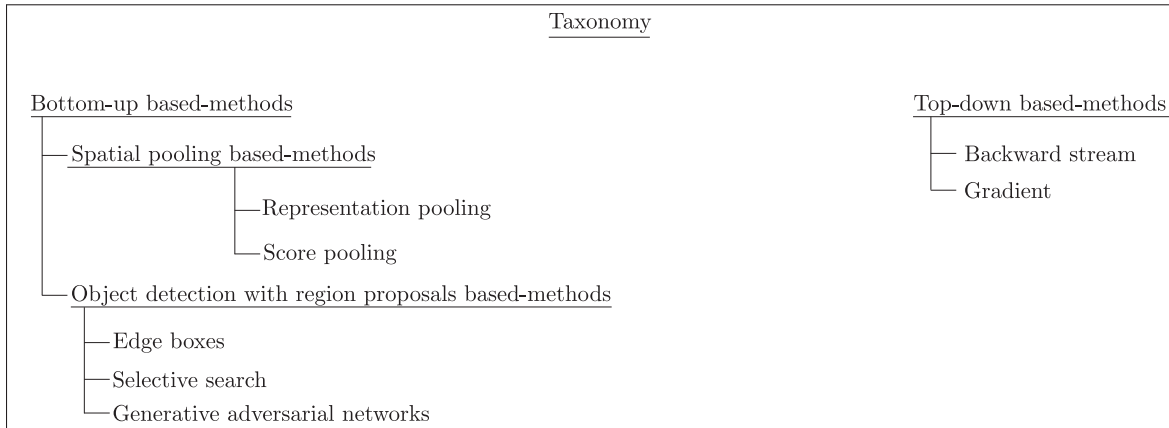 Taxonomy
Bottom-up based-methods
Spatial pooling based-methods
Representation pooling
Score pooling
Object detection with region proposals based-methods
Edge boxes
Selective search
Generative adversarial networks
Top-down based-methods
Backward stream
Gradient